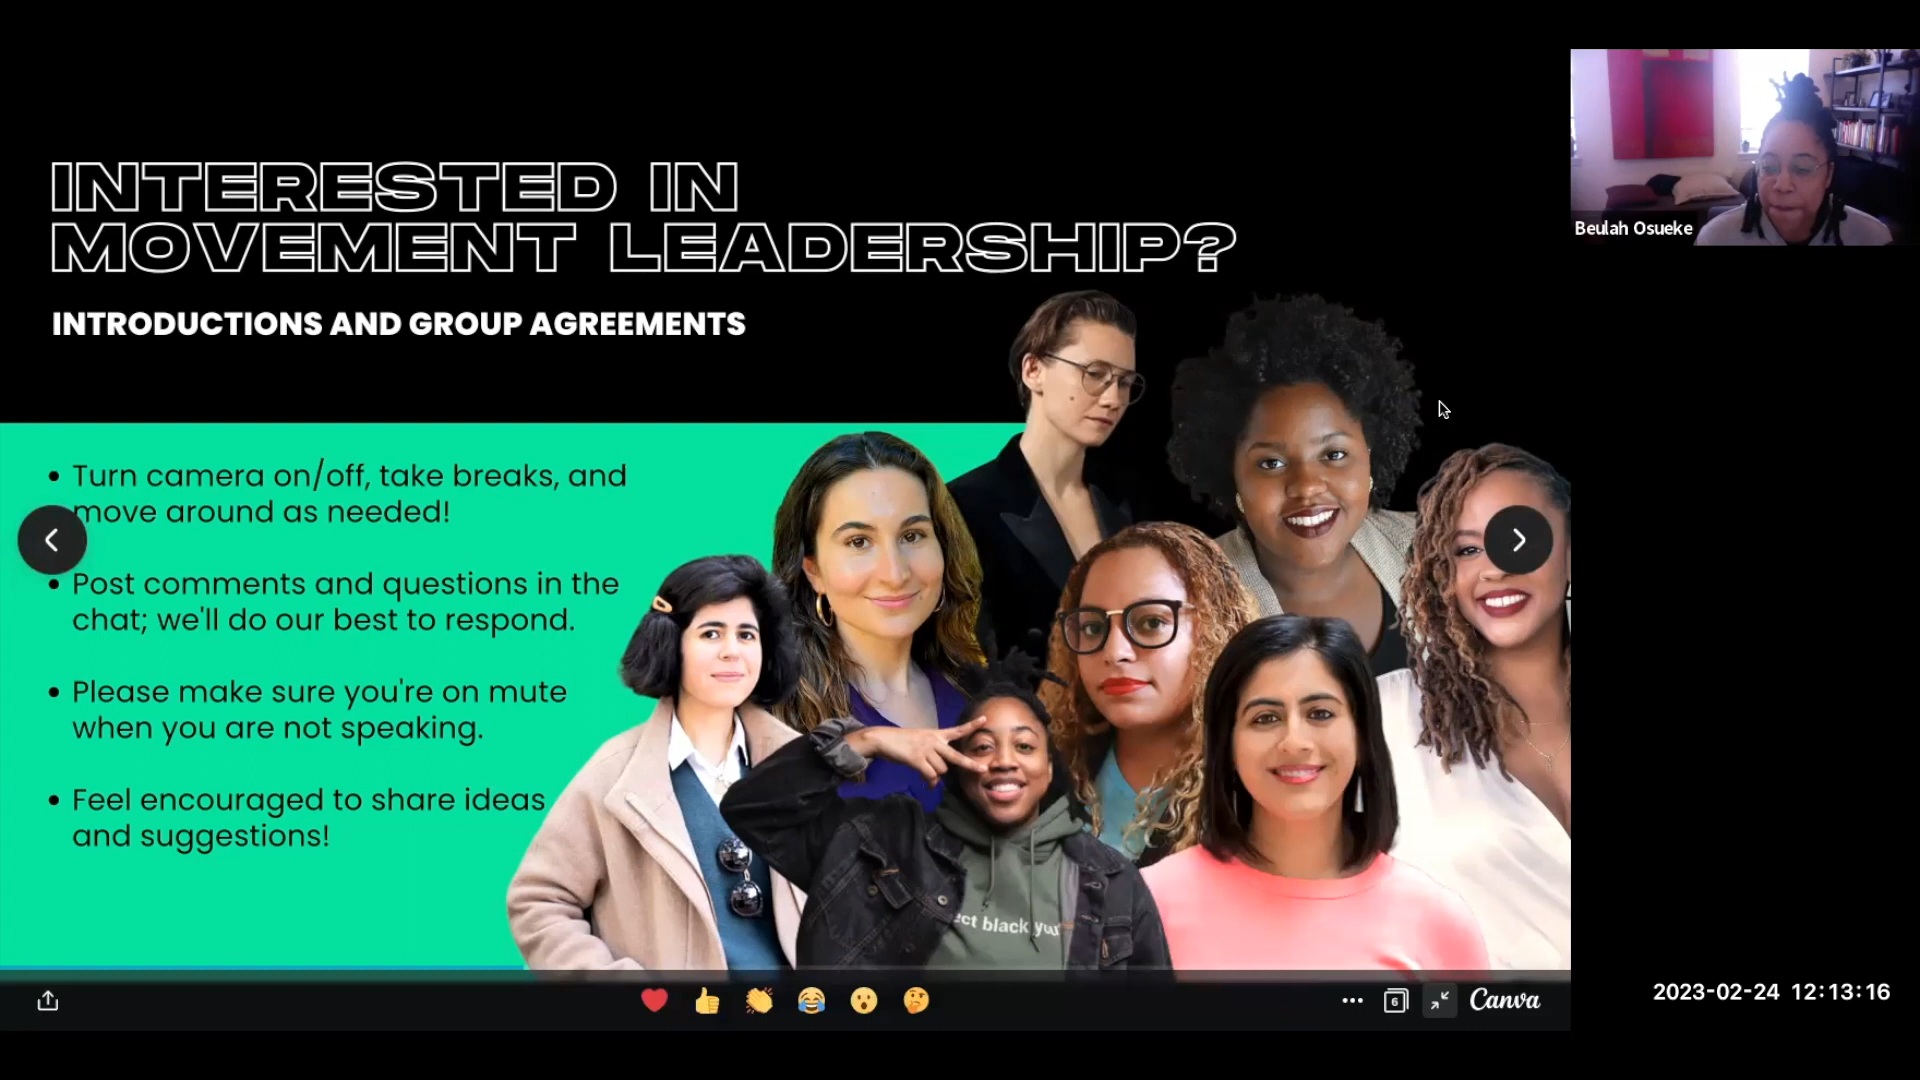 INTERESTED IN
MOVEMENT LEADERSHIP?
INTRODUCTIONS AND GROUP AGREEMENTS
• Turn camera on/off, take breaks, and
move around as needed!
• Post comments and questions in the
chat; we'll do our best to respond.
• Please make sure you're on mute
when you are not speaking.
• Feel encouraged to share ideas
and suggestions!
black
Beulah Osueke
6
Canva
2023-02-24 12:13:16